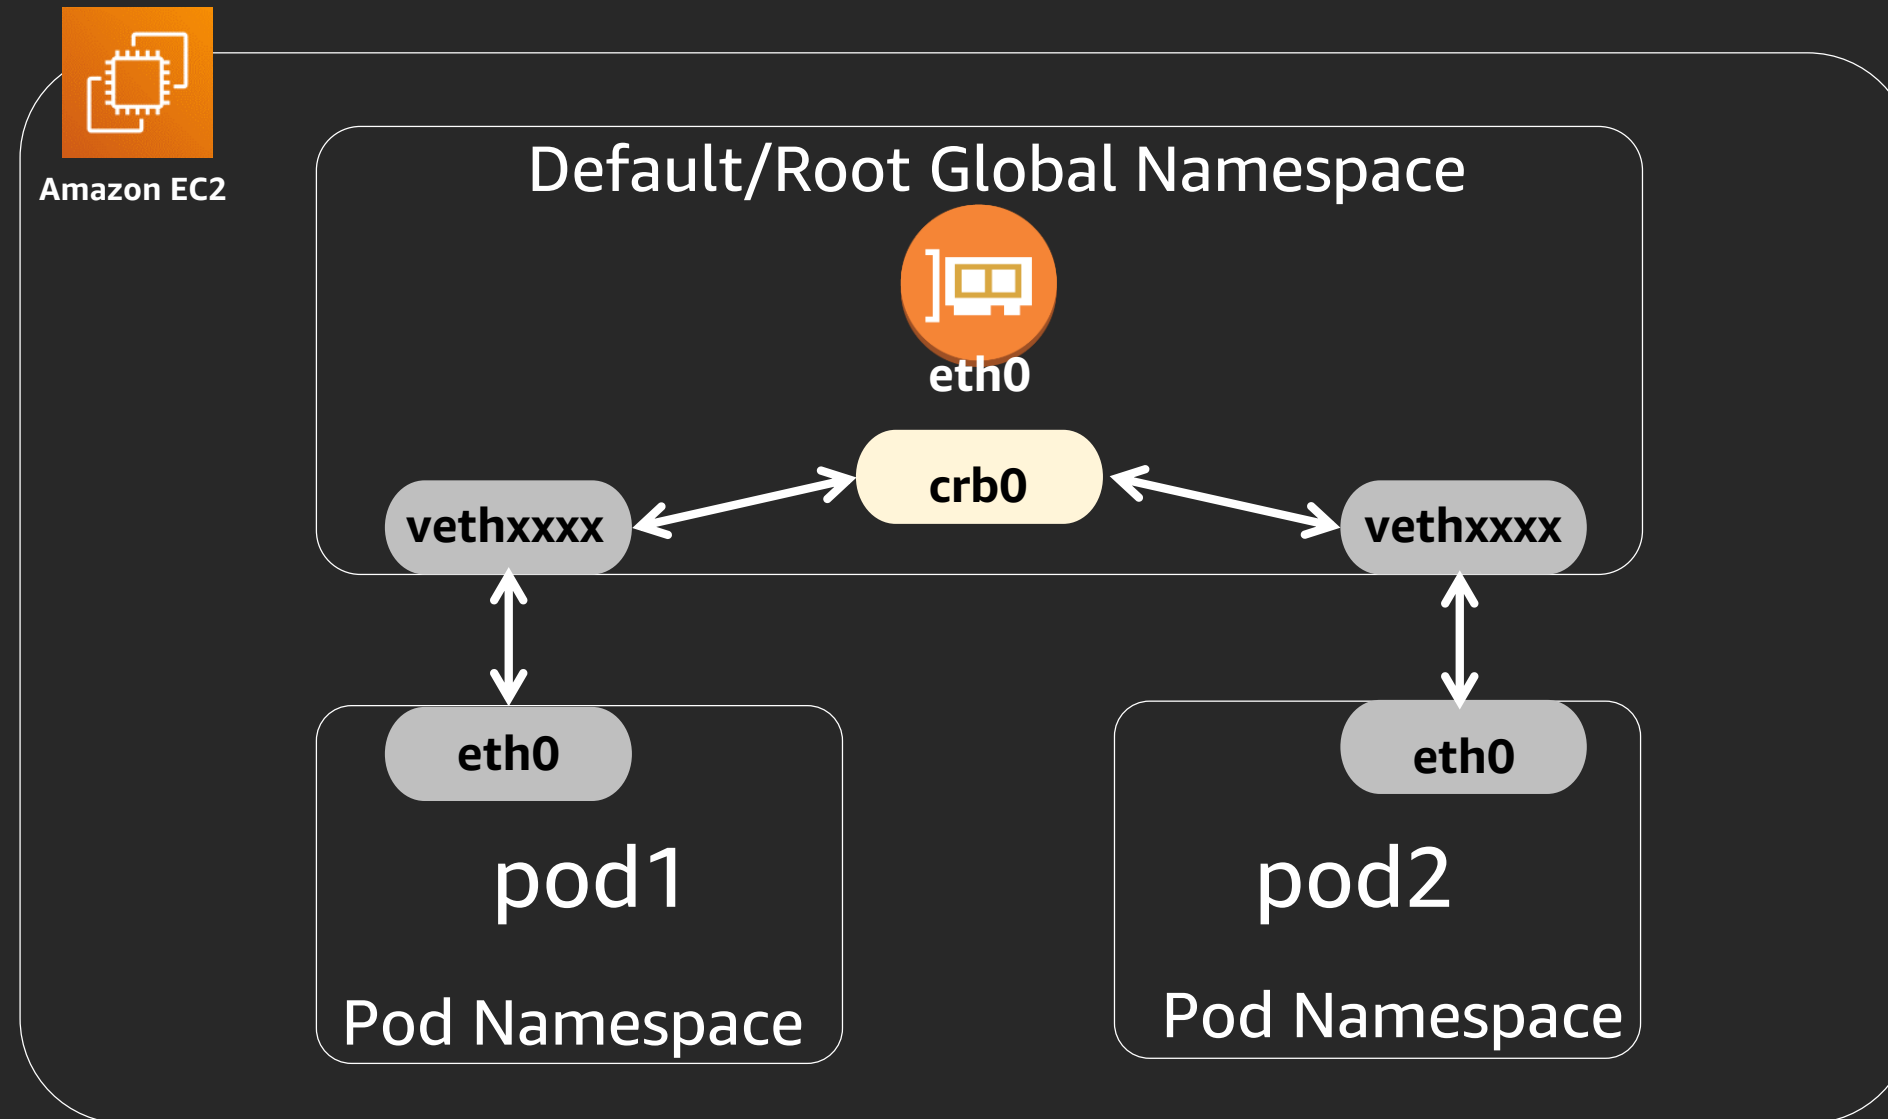 Amazon EC2
Default/Root Global Namespace
eth0
crb0
vethxxxx
vethxxxx
eth0
eth0
pod1
pod2
Pod Namespace
Pod Namespace